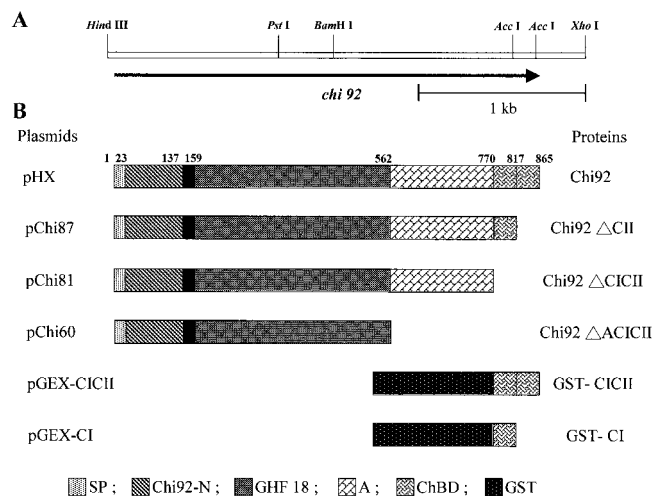 A
Hind III Pst I BamH I Acc I Acc I Xho I
chi 92
1 kb
B
Plasmids Proteins
1 23 137 159 562 770 817 865
pHX Chi92
pChi87 Chi92 △CII
pChi81 Chi92 △CICII
pChi60 Chi92 △ACICII
pGEX-CICII GST- CICII
pGEX-CI GST- CI
SP ; Chi92-N ; GHF 18 ; A ; ChBD ; GST